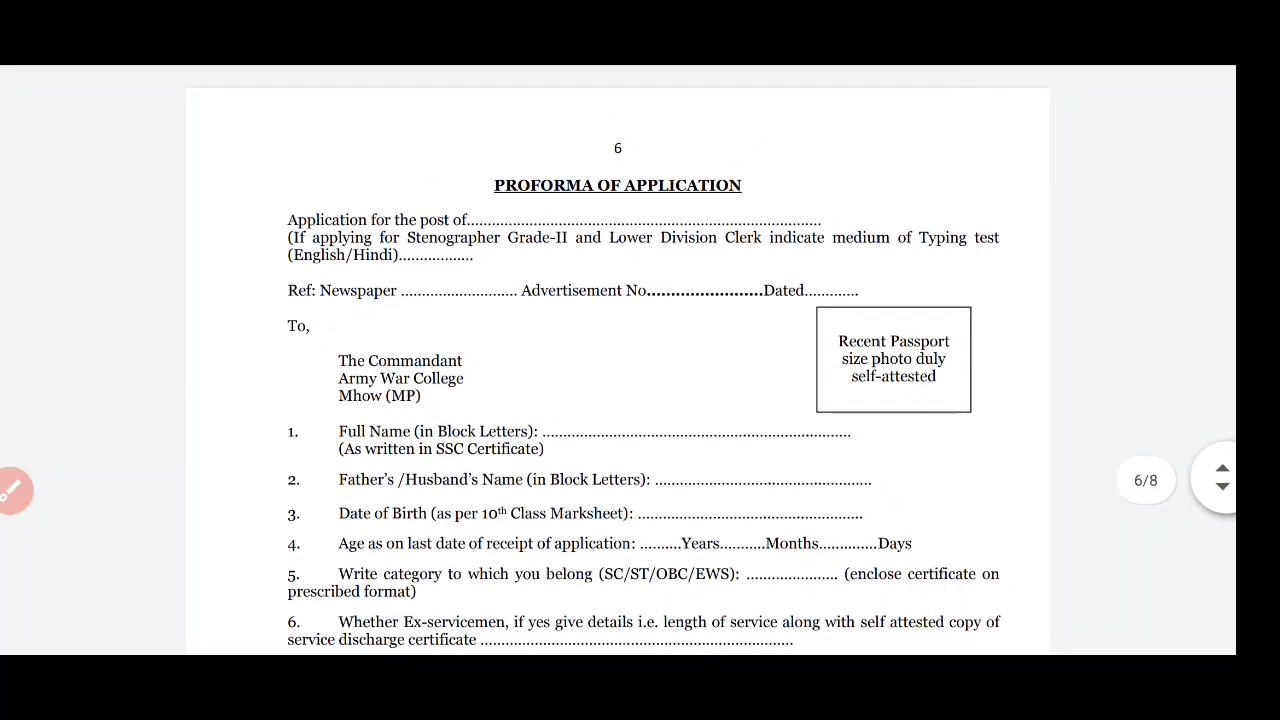 6
PROFORMA OF APPLICATION
Application for the post of......................................................................................
(If applying for Stenographer Grade-II and Lower Division Clerk indicate medium of Typing test
(English/Hindi)..................
Ref: Newspaper ............................ Advertisement No........................Dated.............
To,
Recent Passport
size photo duly
self-attested
The Commandant
Army War College
Mhow (MP)
1. Full Name (in Block Letters): ...........................................................................
(As written in SSC Certificate)
2. Father's /Husband's Name (in Block Letters): .....................................................
3. Date of Birth (as per 10th Class Marksheet): .......................................................
4. Age as on last date of receipt of application: ..........Years...........Months..............Days
5. Write category to which you belong (SC/ST/OBC/EWS): ...................... (enclose certificate on
prescribed format)
6. Whether Ex-servicemen, if yes give details i.e. length of service along with self attested copy of
service discharge certificate ............................................................................
6/8